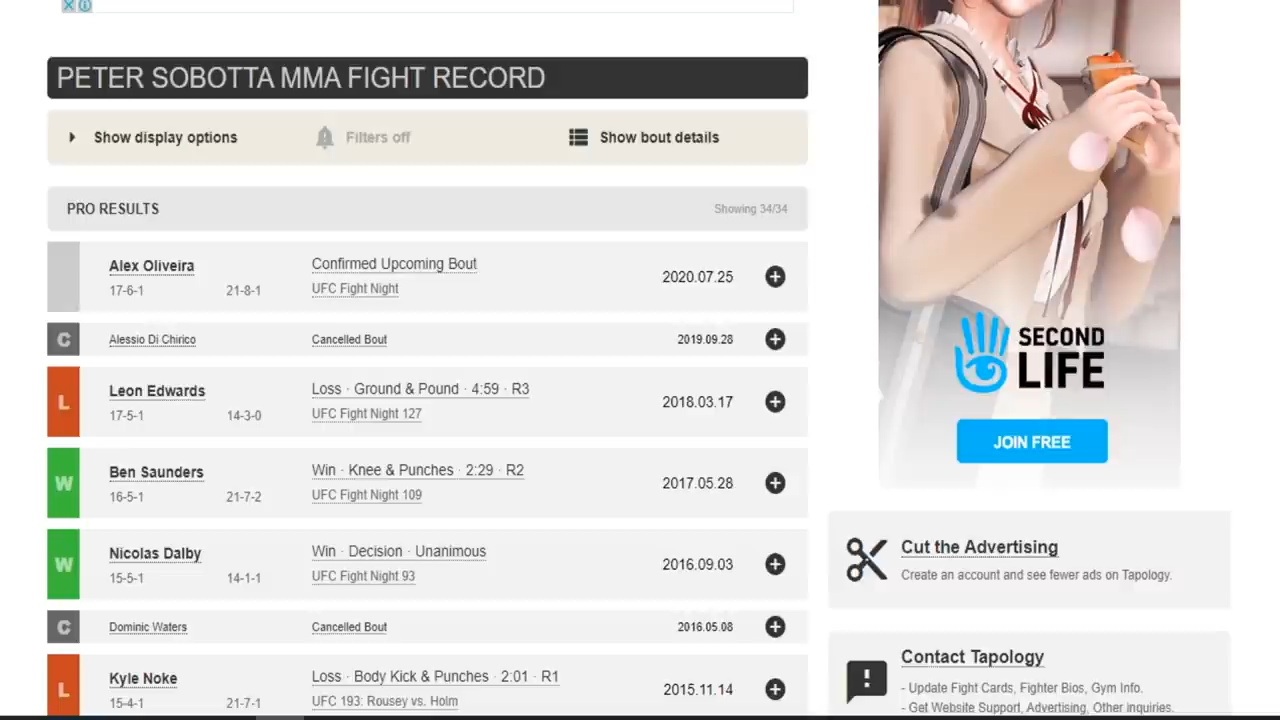 PETER SOBOTTA MMA FIGHT RECORD
Show display options
Filters off
Show bout details
PRO RESULTS
Showing 34/34
Alex Oliveira
Confirmed Upcoming Bout
17-6-1
21-8-1
UFC Fight Night
2020.07.25
C
Alessio Di Chirico
Cancelled Bout
2019.09.28
L
Leon Edwards
Loss · Ground & Pound · 4:59 · R3
17-5-1
14-3-0
UFC Fight Night 127
2018.03.17
W
Ben Saunders
Win · Knee & Punches · 2:29 · R2
16-5-1
21-7-2
UFC Fight Night 109
2017.05.28
W
Nicolas Dalby
Win · Decision · Unanimous
15-5-1
14-1-1
UFC Fight Night 93
2016.09.03
C
Dominic Waters
Cancelled Bout
2016.05.08
L
Kyle Noke
Loss · Body Kick & Punches · 2:01 · R1
15-4-1
21-7-1
UFC 193: Rousey vs. Holm
2015.11.14
SECOND
LIFE
JOIN FREE
Cut the Advertising
Create an account and see fewer ads on Tapology.
Contact Tapology
- Update Fight Cards, Fighter Bios, Gym Info.
- Get Website Support, Advertising, Other inquiries.